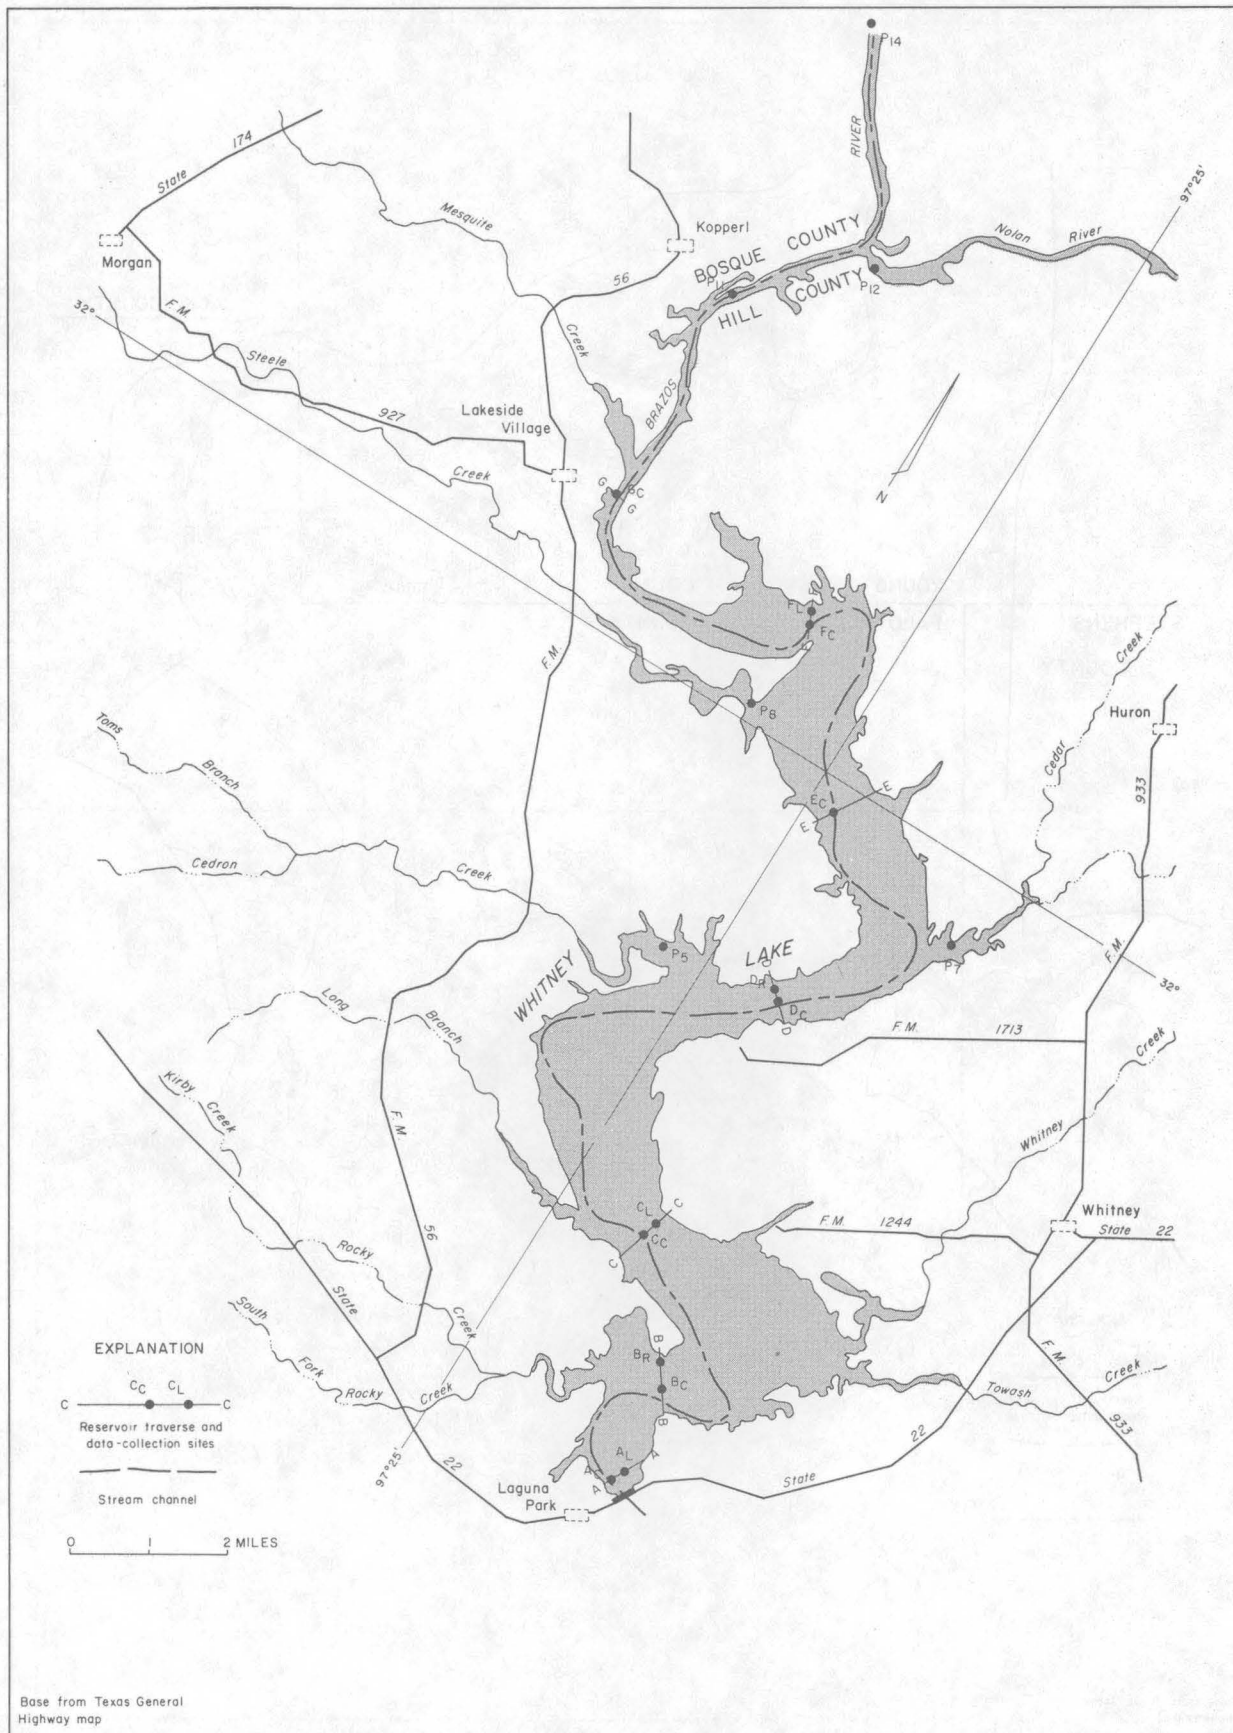 P14
RIVER
174
State
97°25'
Mesquite
Kopperl
Nolan River
Morgan
BOSQUE COUNTY
56
P11
P12
HILL COUNTY
F. M.
32°
Creek
Steele
BRAZOS
927
Lakeside
Village
Creek
N
G
G
FL
FC
F. M.
Creek
Toms
P8
Huron
Cedar
Branch
933
E
EC
E
Cedron
Creek
P5
LAKE
P7
F. M.
WHITNEY
D
DR
DC
D
32°
Long
Branch
F. M. 1713
Creek
Kirby
Creek
F. M.
Whitney
CL
C
CC
C
Whitney
F. M. 1244
State 22
56
Rocky
State
South
Creek
EXPLANATION
B
F. M.
Fork
BR
CC CL
C C
Rocky Creek
BC
Creek
Towash
B
Reservoir traverse and
data-collection sites
933
22
22
97°25'
AL
A
AC
A
State
Stream channel
Laguna
Park
0 1 2 MILES
Base from Texas General
Highway map